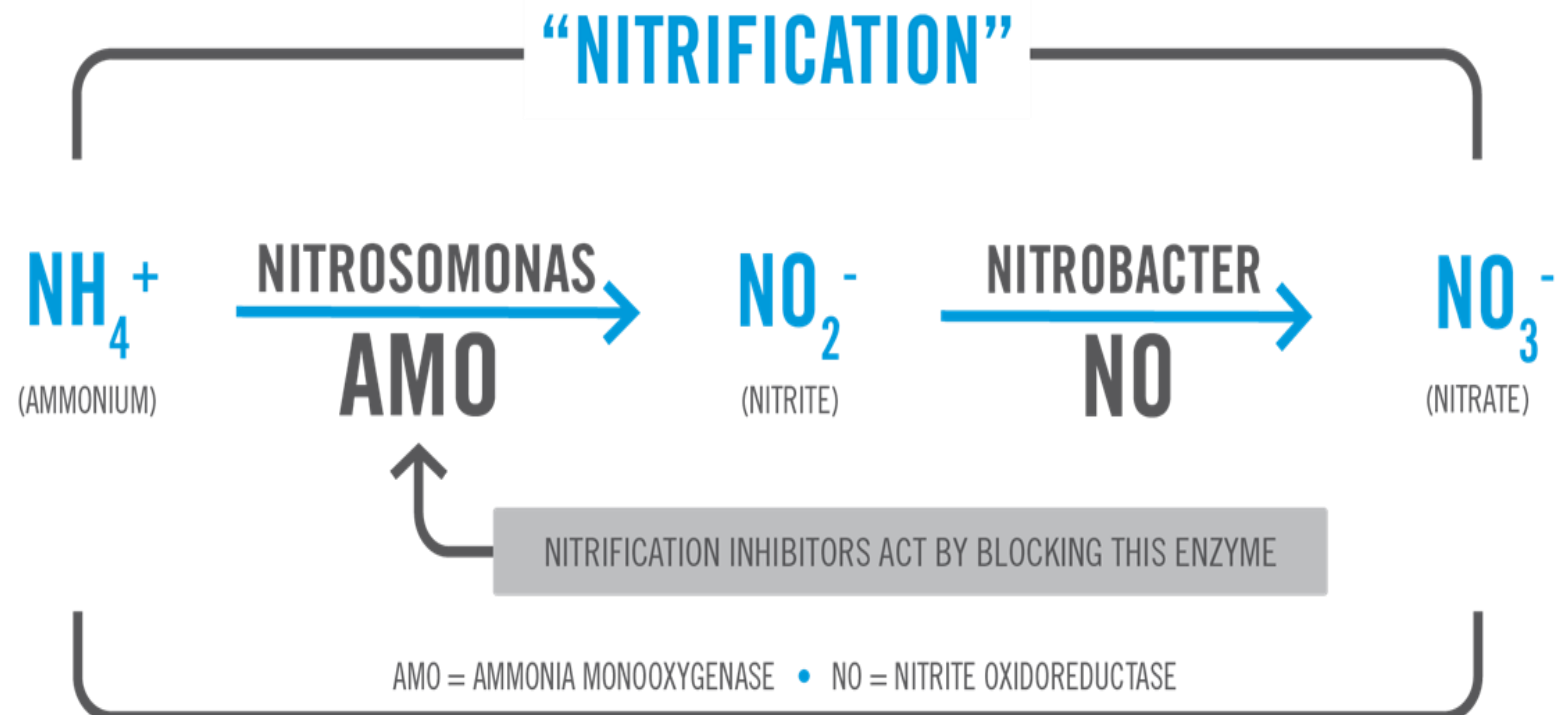 “NITRIFICATION”
NH4+
NITROSOMONAS
AMO
NO2-
NITROBACTER
NO
NO3-
(AMMONIUM)
(NITRITE)
(NITRATE)
NITRIFICATION INHIBITORS ACT BY BLOCKING THIS ENZYME
AMO = AMMONIA MONOOXYGENASE • NO = NITRITE OXIDOREDUCTASE